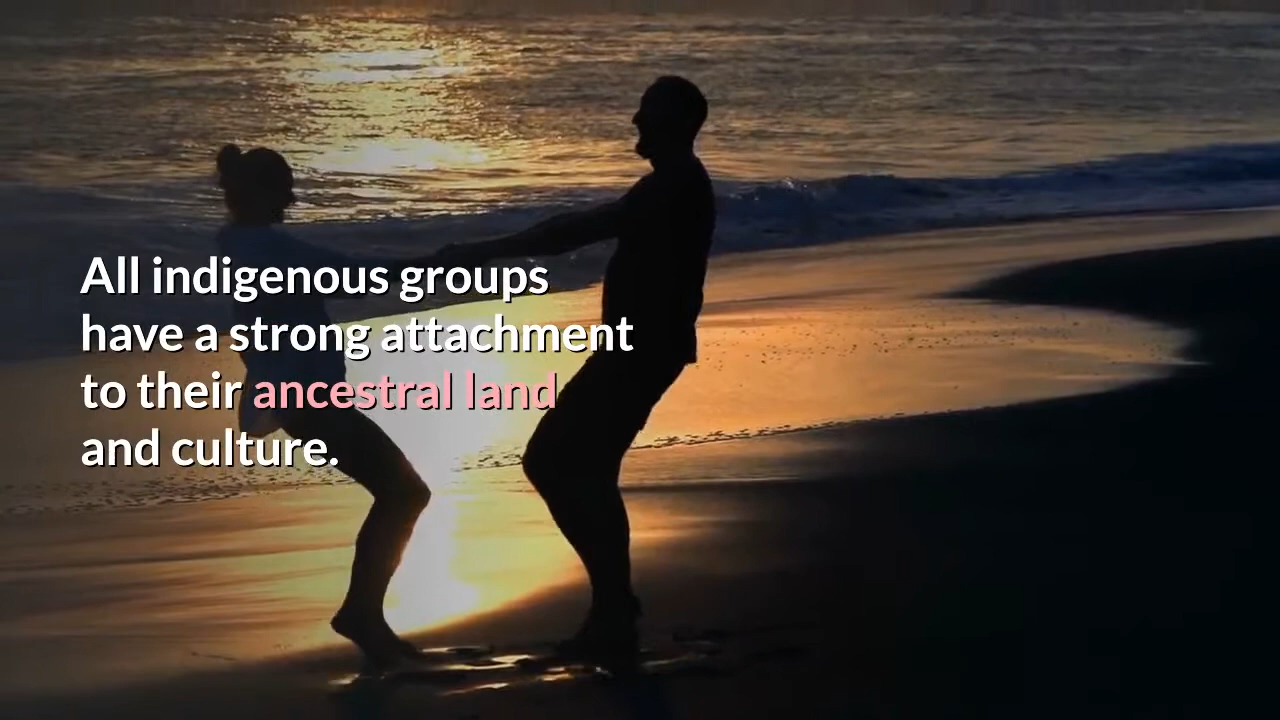 All indigenous groups
have a strong attachment
to their ancestral land
and culture.